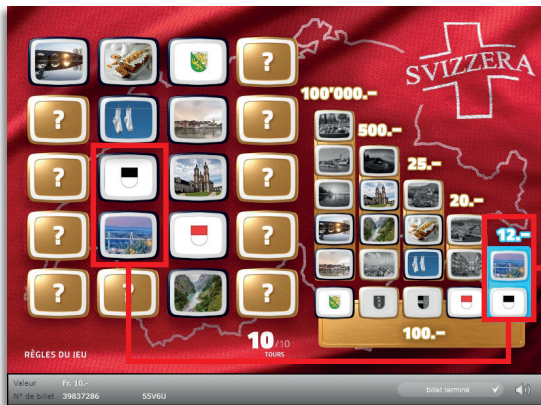 SVIZZERA
? 
100'000.–
? ?
500.–
25.–
? ?
20.–
? ?
12.–
? ? ?
100.–
10/10
TOURS
RÈGLES DU JEU
Valeur Fr. 10.-
billet terminé
N° de billet 39837286 5SV6U